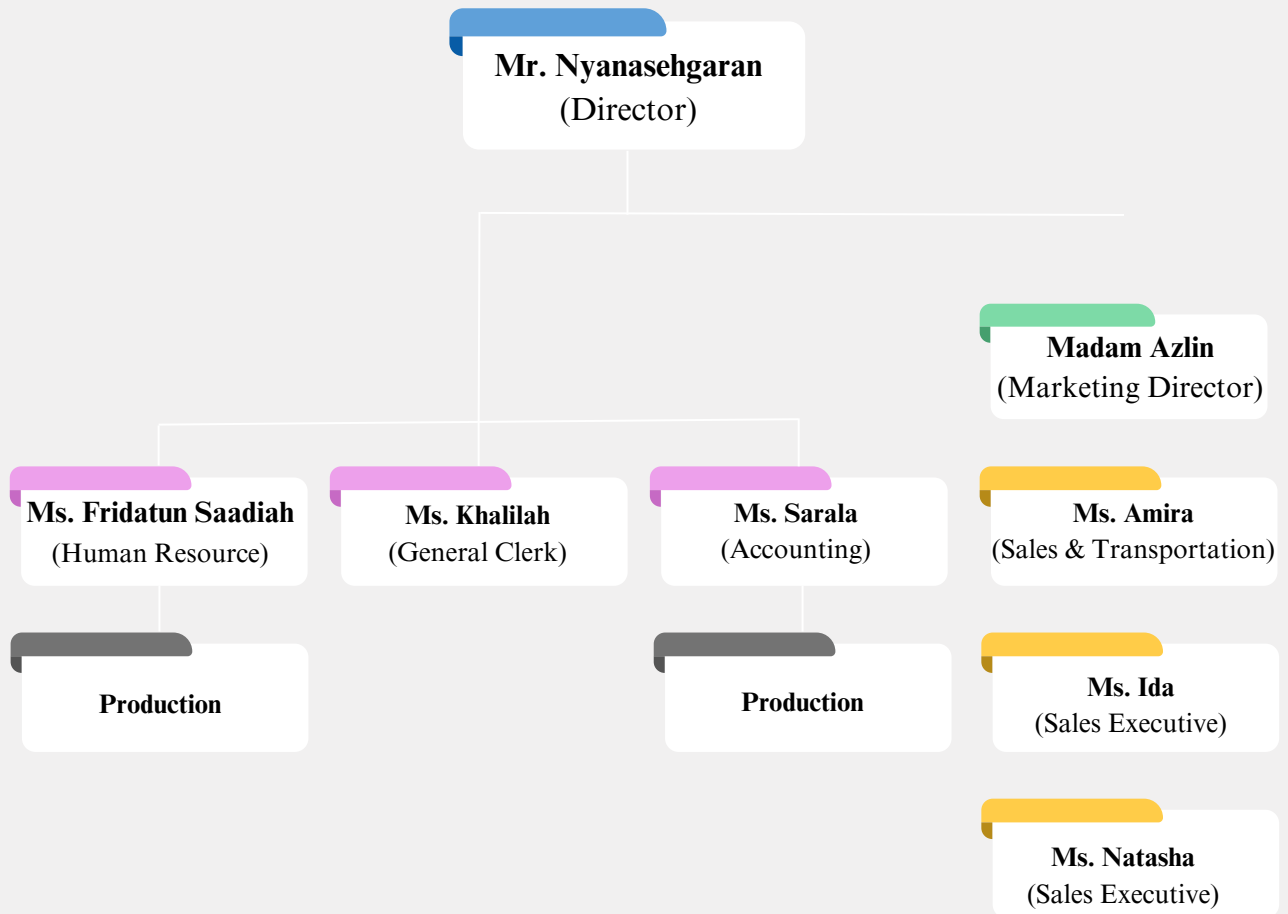 Mr. Nyanasehgaran
(Director)
Madam Azlin
(Marketing Director)
Ms. Fridatun Saadiah
(Human Resource)
Ms. Khalilah
(General Clerk)
Ms. Sarala
(Accounting)
Ms. Amira
(Sales & Transportation)
Production
Production
Ms. Ida
(Sales Executive)
Ms. Natasha
(Sales Executive)